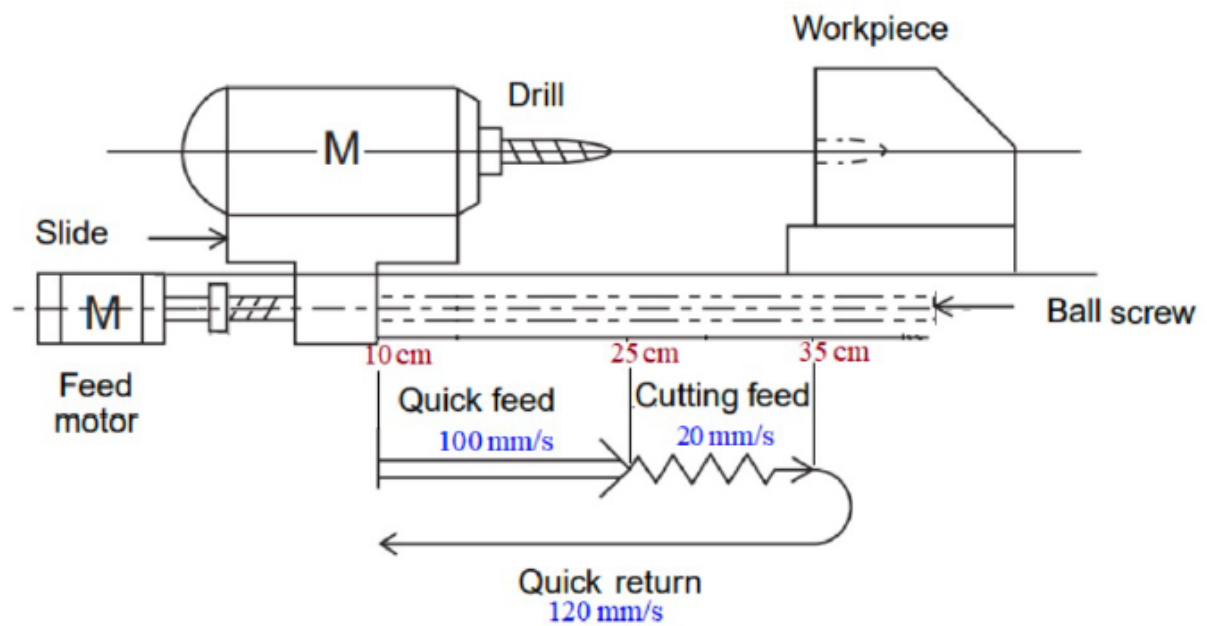 Workpiece
Drill
M
Slide
M
Ball screw
Feed
motor
10 cm
25 cm
35 cm
Quick feed
Cutting feed
100 mm/s
20 mm/s
Quick return
120 mm/s